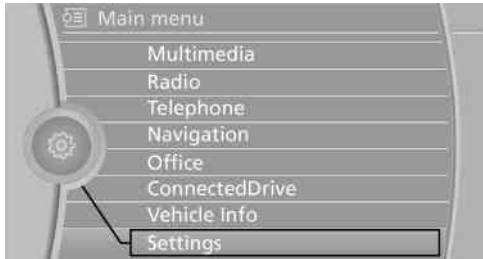 Main menu
Multimedia
Radio
Telephone
Navigation
Office
ConnectedDrive
Vehicle Info
Settings